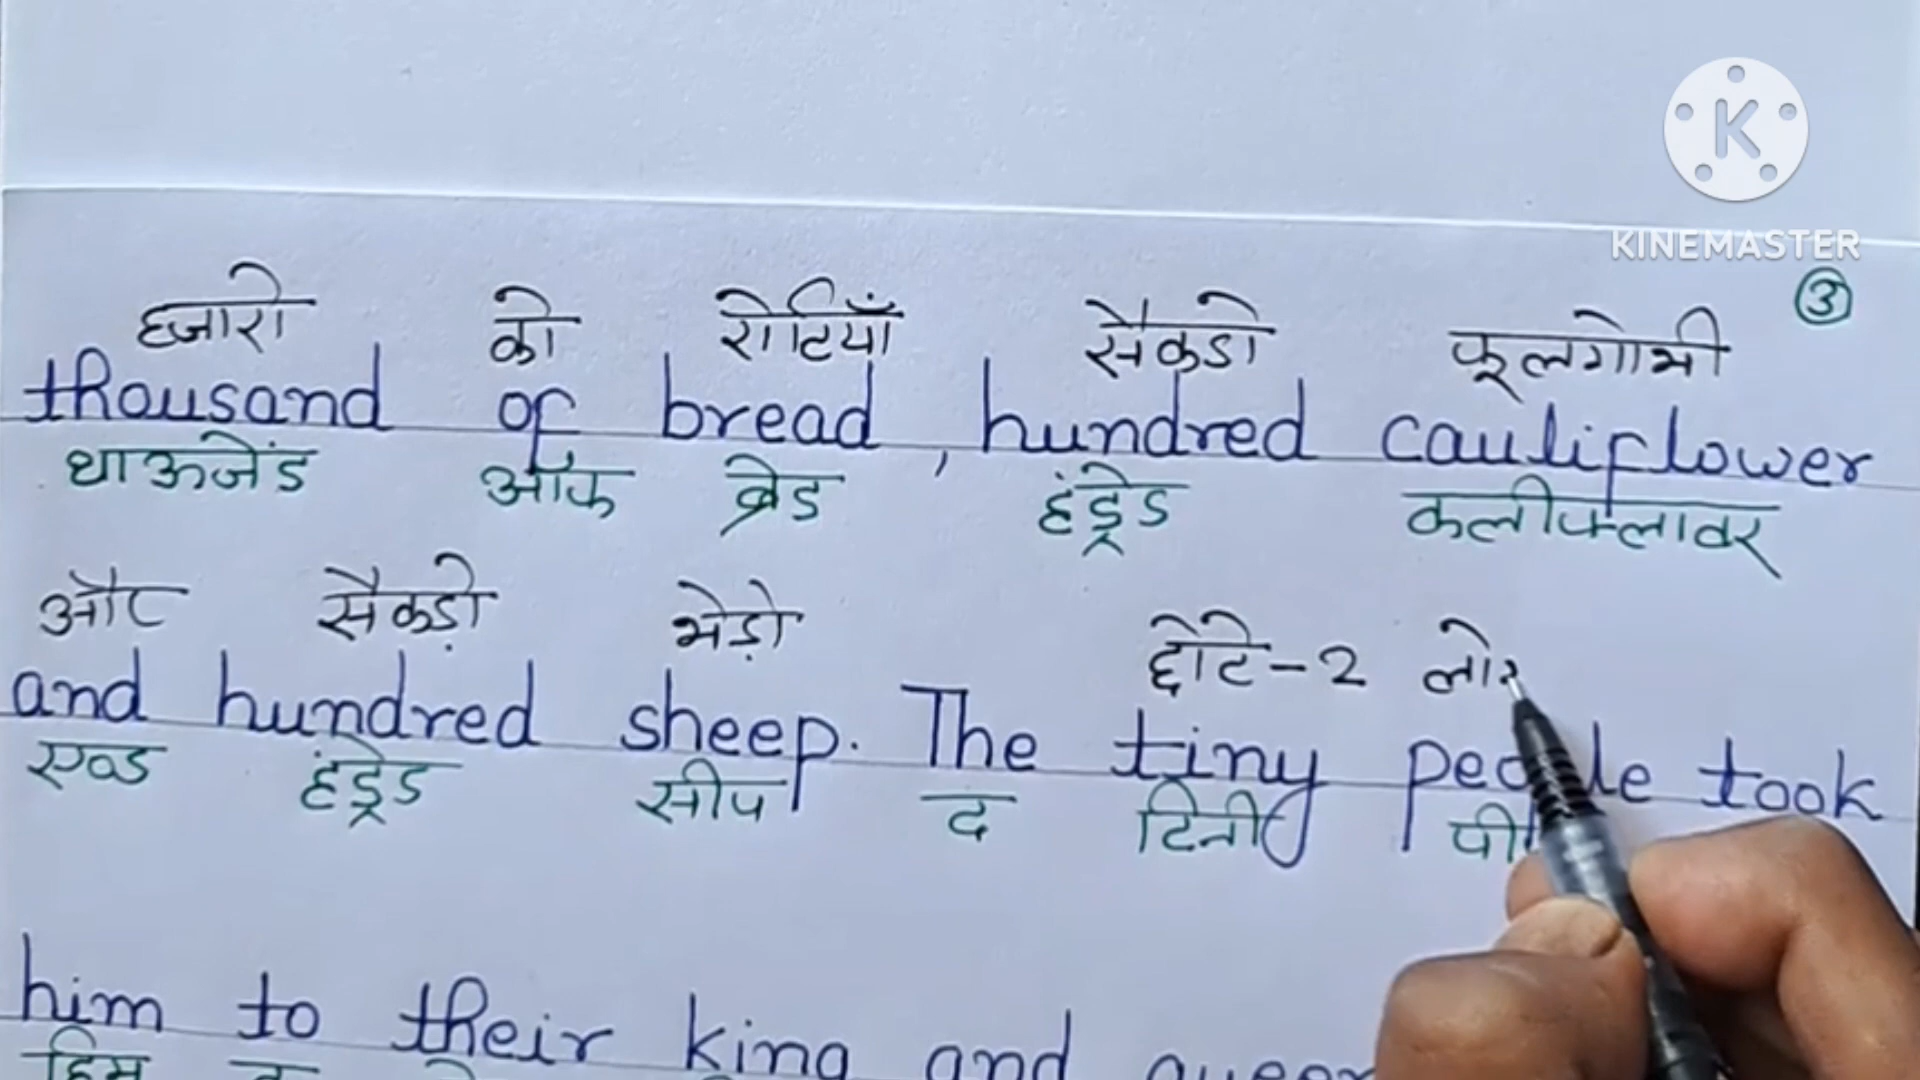 KINEMASTER
③
हजारो को रोटियाँ सैकडो फूलगोभी
thousand of bread, hundred cauliflower
थाऊजेंड ऑफ ब्रेड हंड्रेड कलीफ्लावर
और सैकड़ो भेड़ो छोटे-2
and hundred sheep. The tiny people took
एण्ड हंड्रेड सीप द टिनी
him to their king and
हिम